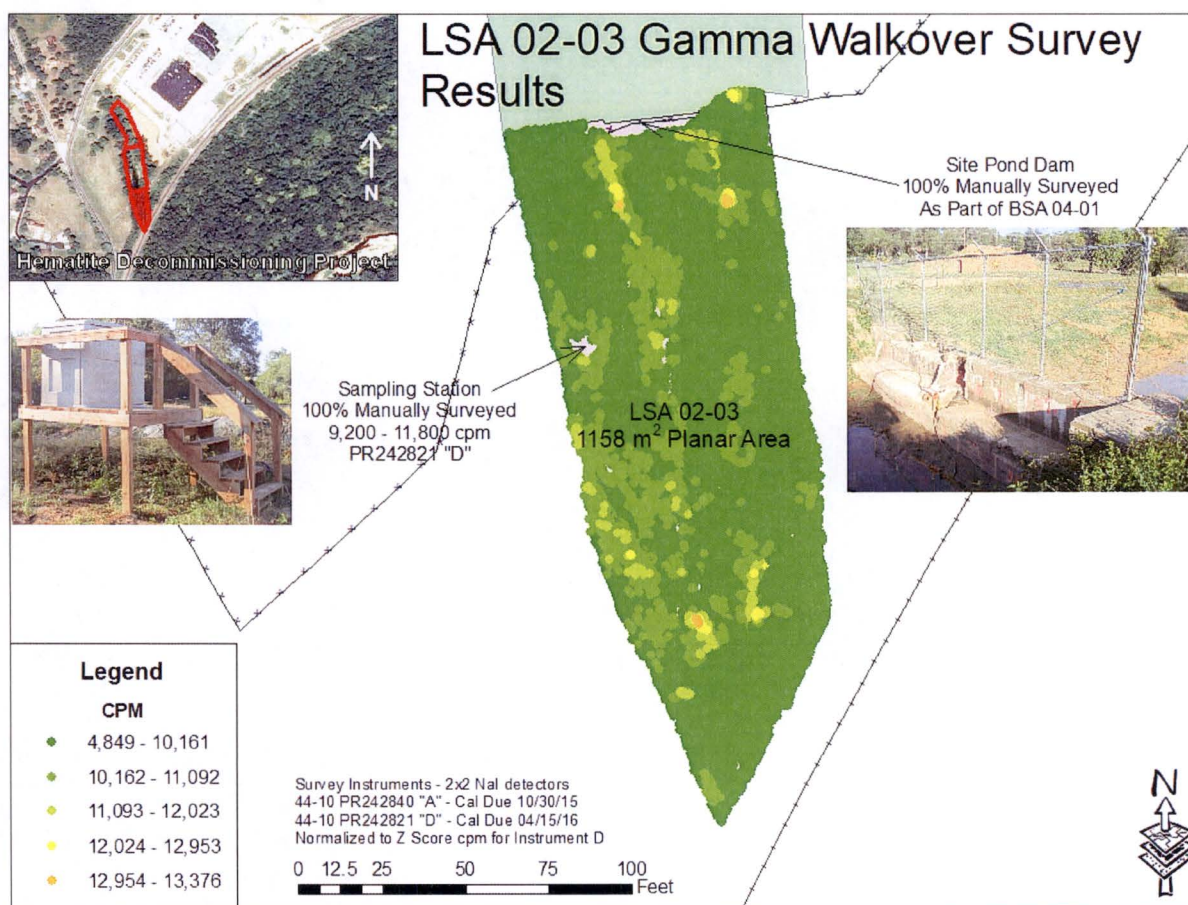 LSA 02-03 Gamma Walkover Survey
Results
N
Hematite Decommissioning Project
Site Pond Dam
100% Manually Surveyed
As Part of BSA 04-01
Sampling Station
100% Manually Surveyed
9,200 - 11,800 cpm
PR242821 "D"
LSA 02-03
1158 m² Planar Area
Legend
CPM
4,849 - 10,161
10,162 - 11,092
11,093 - 12,023
12,024 - 12,953
12,954 - 13,376
Survey Instruments - 2x2 NaI detectors
44-10 PR242840 "A" - Cal Due 10/30/15
44-10 PR242821 "D" - Cal Due 04/15/16
Normalized to Z Score cpm for Instrument D
0 12.5 25 50 75 100
Feet
N